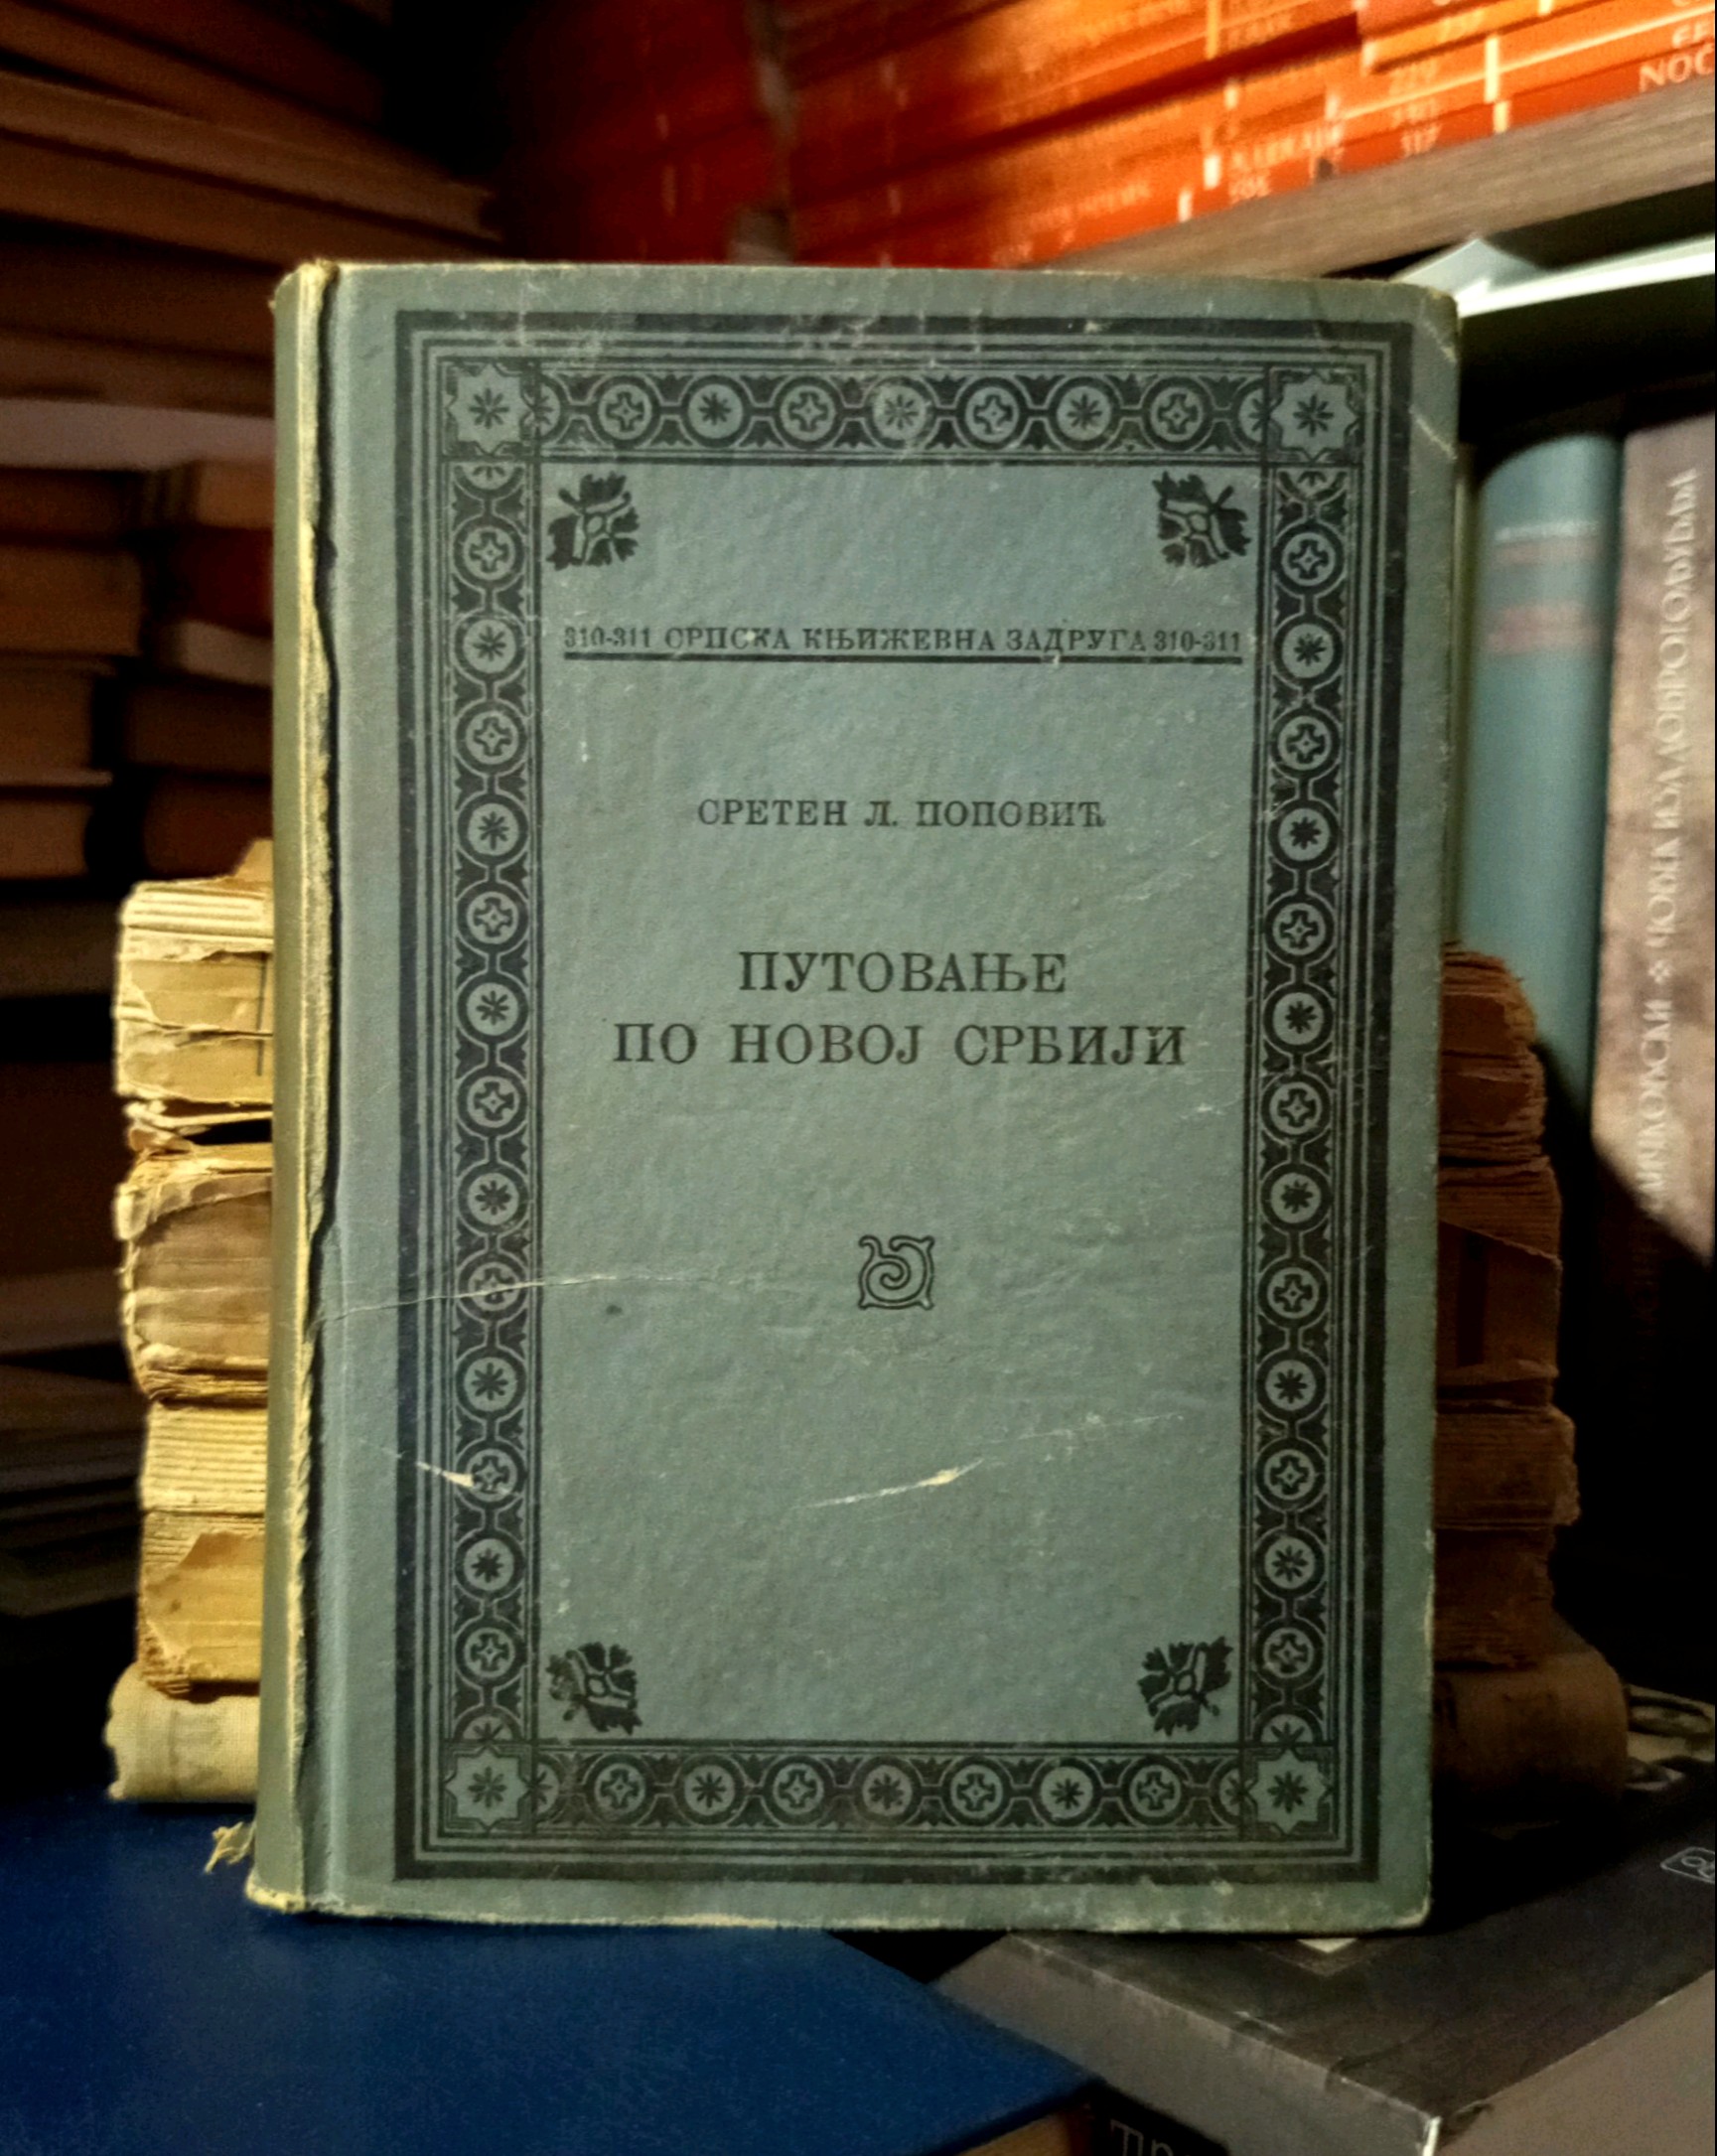 310-311 СРПСКА КЊИЖЕВНА ЗАДРУГА 310-311
СРЕТЕН Л. ПОПОВИЋ
ПУТОВАЊЕ
ПО НОВОЈ СРБИЈИ